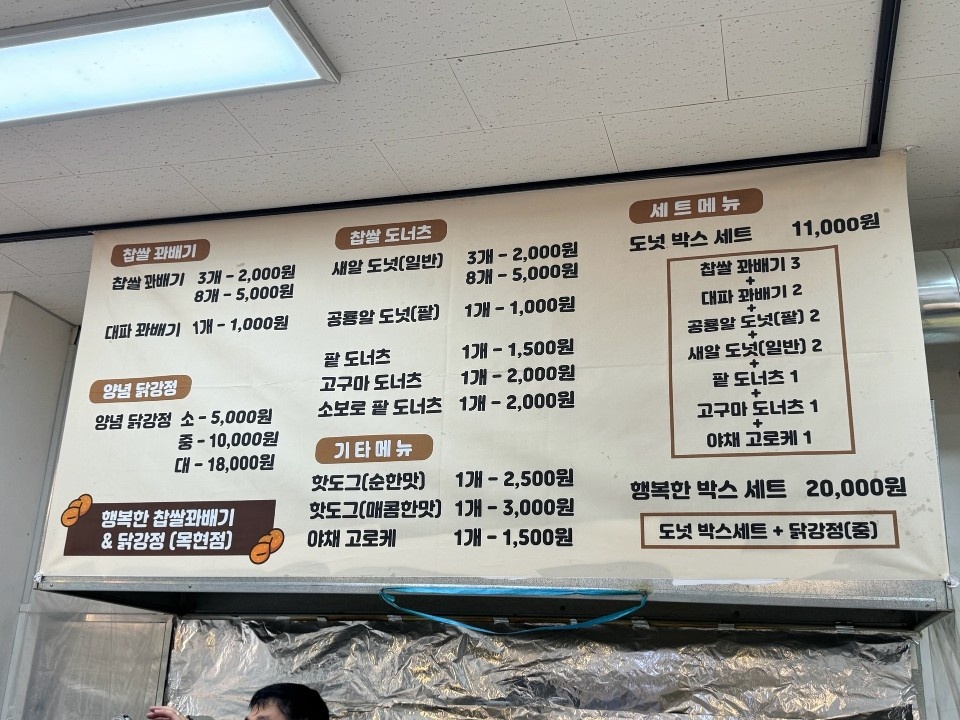 찹쌀 꽈배기
찹쌀 꽈배기 3개 - 2,000원
8개 - 5,000원
대파 꽈배기 1개 - 1,000원
양념 닭강정
양념 닭강정 소 - 5,000원
중 - 10,000원
대 - 18,000원
행복한 찹쌀꽈배기
& 닭강정 (목현점)
찹쌀 도너츠
새알 도넛(일반) 3개 - 2,000원
8개 - 5,000원
공룡알 도넛(팥) 1개 - 1,000원
팥 도너츠 1개 - 1,500원
고구마 도너츠 1개 - 2,000원
소보로 팥 도너츠 1개 - 2,000원
기타메뉴
핫도그(순한맛) 1개 - 2,500원
핫도그(매콤한맛) 1개 - 3,000원
야채 고로케 1개 - 1,500원
세트메뉴
도넛 박스 세트 11,000원
찹쌀 꽈배기 3
+
대파 꽈배기 2
+
공룡알 도넛(팥) 2
+
새알 도넛(일반) 2
+
팥 도너츠 1
+
고구마 도너츠 1
+
야채 고로케 1
행복한 박스 세트 20,000원
도넛 박스세트 + 닭강정(중)